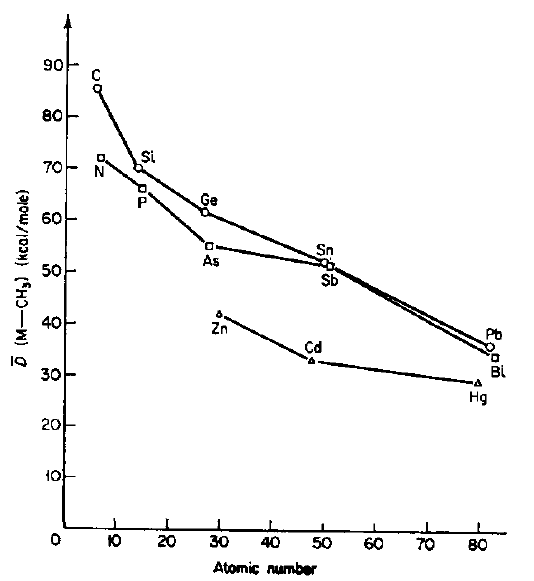 90
C
80
Si
70
N
P
Ge
60
As
Sn
50
Sb
40
Zn
Cd
Pb
Bi
30
Hg
20
10
0 10 20 30 40 50 60 70 80
Atomic number
D̅ (M—CH₃) (kcal/mole)